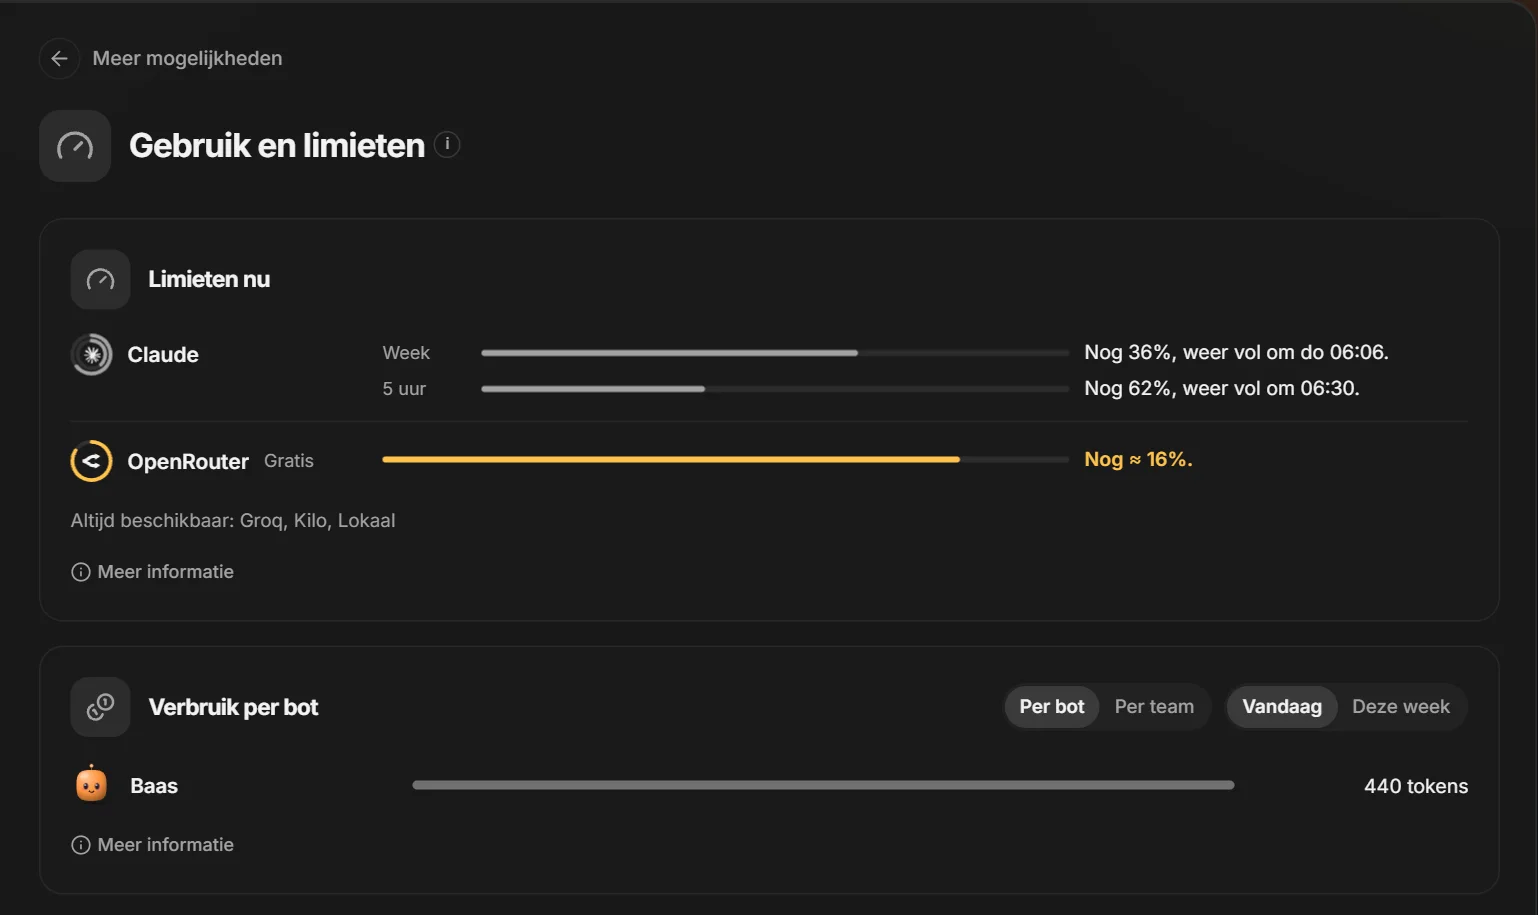 Meer mogelijkheden
Gebruik en limieten i
Limieten nu
Claude
Week Nog 36%, weer vol om do 06:06.
5 uur Nog 62%, weer vol om 06:30.
OpenRouter Gratis Nog ≈ 16%.
Altijd beschikbaar: Groq, Kilo, Lokaal
Meer informatie
Verbruik per bot Per bot Per team Vandaag Deze week
Baas 440 tokens
Meer informatie